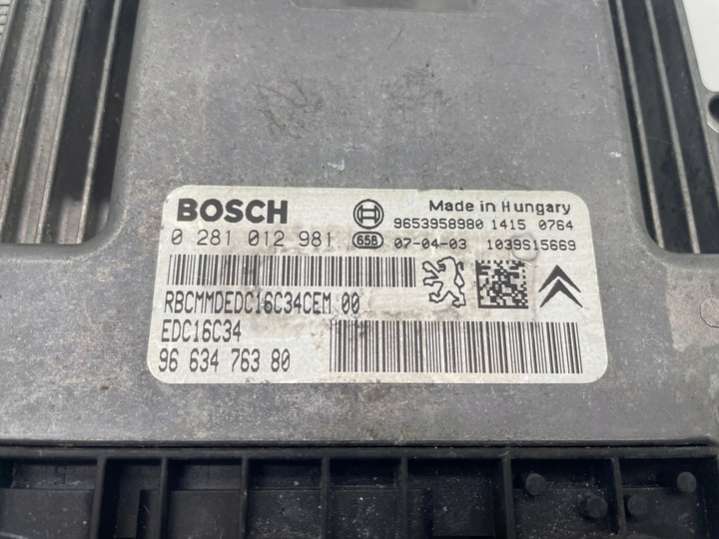 BOSCH
Made in Hungary
9653958980 1415 0764
0 281 012 981 658 07-04-03 1039S15669
RBCMMDEDC16C34CEM 00
EDC16C34
96 634 763 80